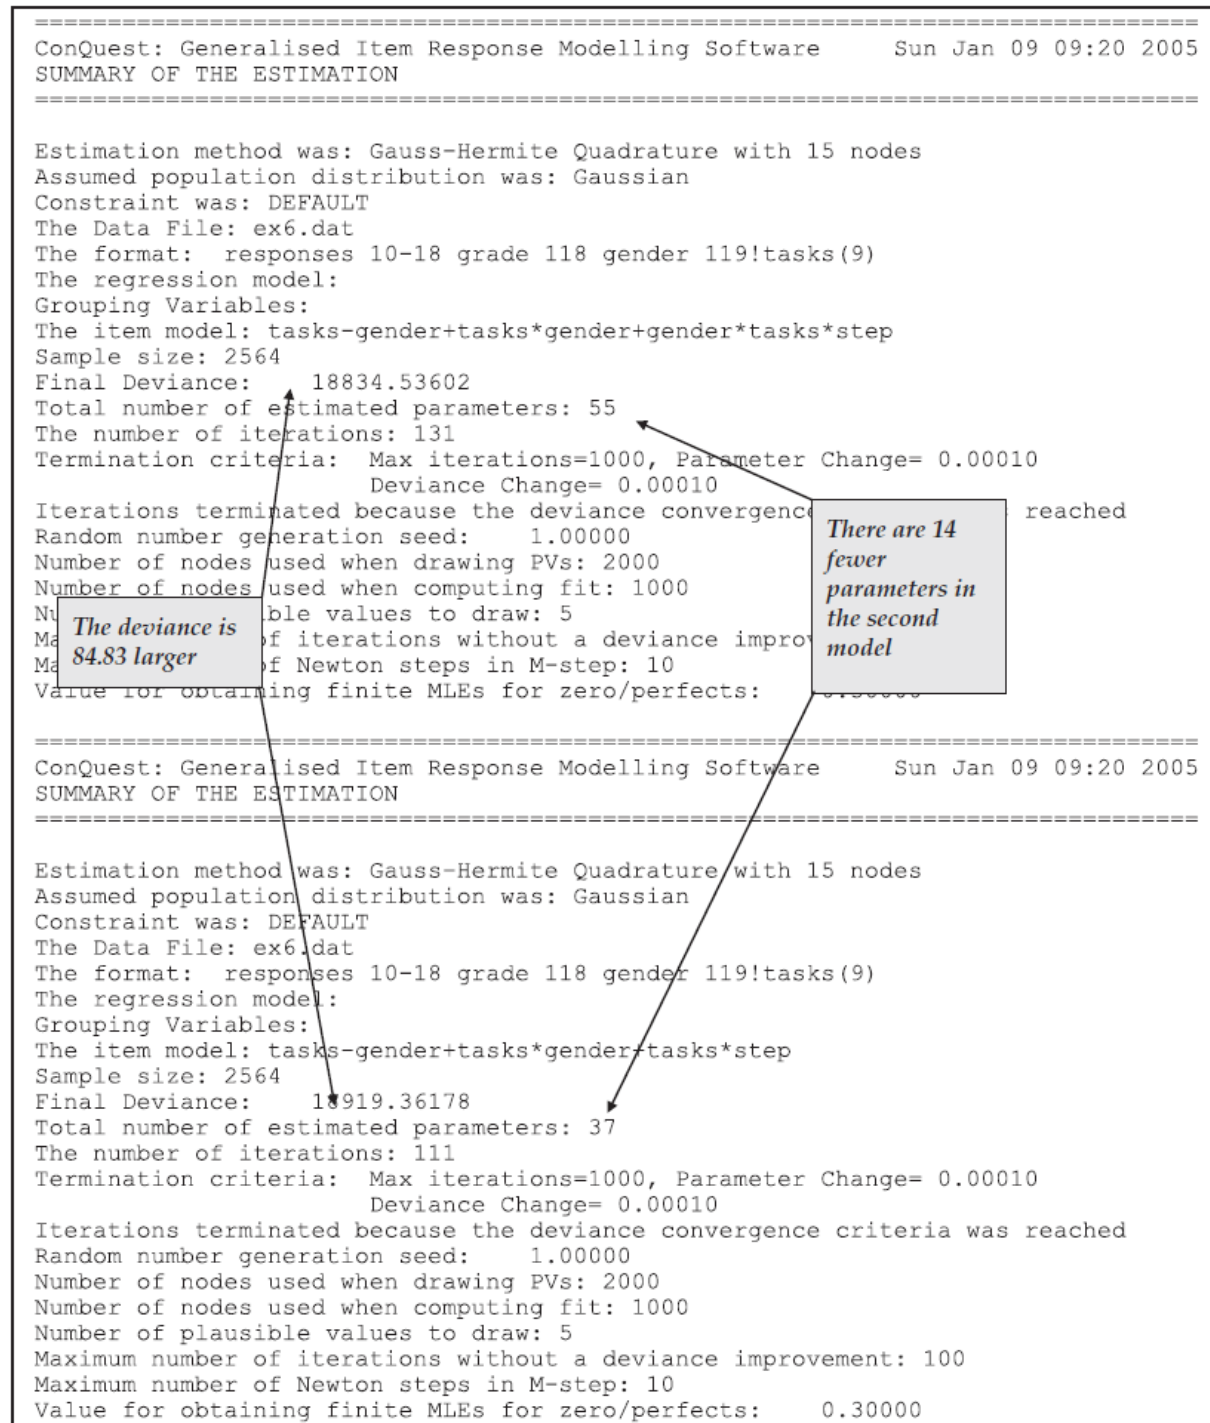 ================================================================================
ConQuest: Generalised Item Response Modelling Software Sun Jan 09 09:20 2005
SUMMARY OF THE ESTIMATION
================================================================================
Estimation method was: Gauss-Hermite Quadrature with 15 nodes
Assumed population distribution was: Gaussian
Constraint was: DEFAULT
The Data File: ex6.dat
The format: responses 10-18 grade 118 gender 119!tasks(9)
The regression model:
Grouping Variables:
The item model: tasks-gender+tasks*gender+gender*tasks*step
Sample size: 2564
Final Deviance: 18834.53602
Total number of estimated parameters: 55
The number of iterations: 131
Termination criteria: Max iterations=1000, Parameter Change= 0.00010
Deviance Change= 0.00010
Iterations terminated because the deviance convergence reached
Random number generation seed: 1.00000
Number of nodes used when drawing PVs: 2000
Number of nodes used when computing fit: 1000
values to draw: 5
of iterations without a deviance
of Newton steps in M-step: 10
Value for obtaining finite MLEs for zero/perfects:
The deviance is
84.83 larger
There are 14
fewer
parameters in
the second
model
================================================================================
ConQuest: Generalised Item Response Modelling Software Sun Jan 09 09:20 2005
SUMMARY OF THE ESTIMATION
================================================================================
Estimation method was: Gauss-Hermite Quadrature with 15 nodes
Assumed population distribution was: Gaussian
Constraint was: DEFAULT
The Data File: ex6.dat
The format: responses 10-18 grade 118 gender 119!tasks(9)
The regression model:
Grouping Variables:
The item model: tasks-gender+tasks*gender+tasks*step
Sample size: 2564
Final Deviance: 18919.36178
Total number of estimated parameters: 37
The number of iterations: 111
Termination criteria: Max iterations=1000, Parameter Change= 0.00010
Deviance Change= 0.00010
Iterations terminated because the deviance convergence criteria was reached
Random number generation seed: 1.00000
Number of nodes used when drawing PVs: 2000
Number of nodes used when computing fit: 1000
Number of plausible values to draw: 5
Maximum number of iterations without a deviance improvement: 100
Maximum number of Newton steps in M-step: 10
Value for obtaining finite MLEs for zero/perfects: 0.30000